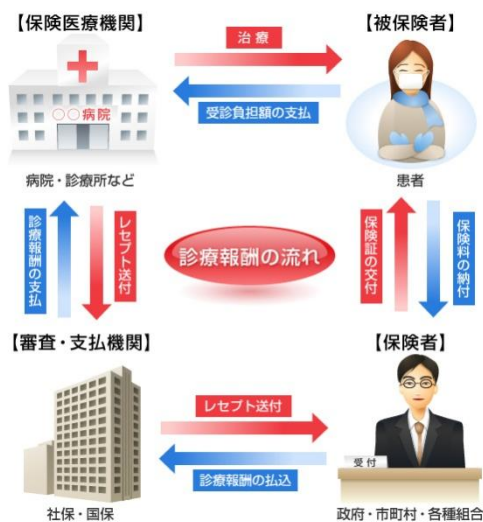 【保険医療機関】
治療
【被保険者】
受診負担額の支払
〇〇病院
病院・診療所など
患者
診療報酬の支払
レセプト送付
診療報酬の流れ
保険証の交付
保険料の納付
【審査・支払機関】
【保険者】
レセプト送付
診療報酬の払込
受付
社保・国保
政府・市町村・各種組合